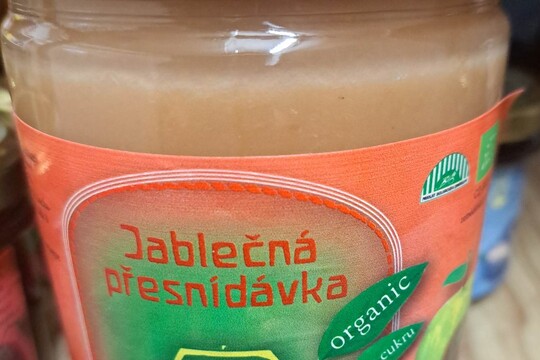 Jablečná
přesnídávka
organic
cukru